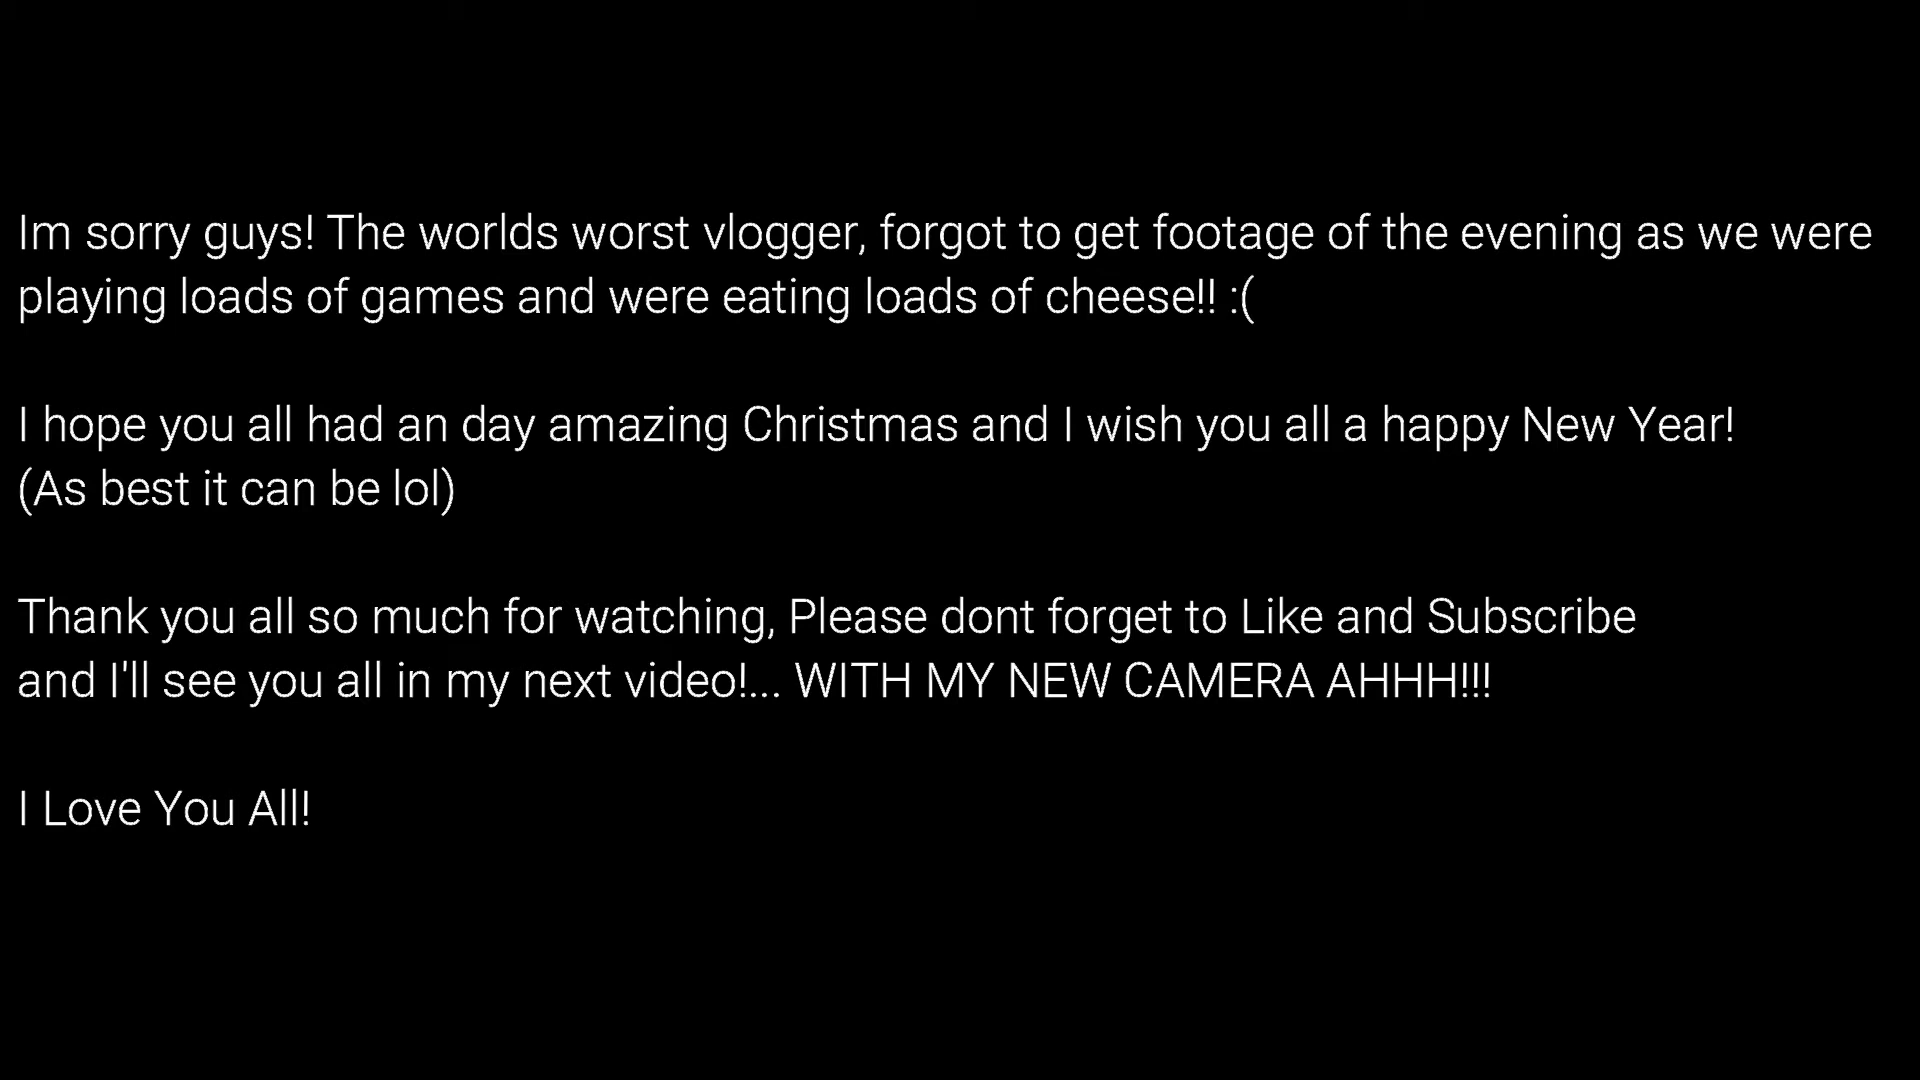 Im sorry guys! The worlds worst vlogger, forgot to get footage of the evening as we were
playing loads of games and were eating loads of cheese!! :(
I hope you all had an day amazing Christmas and I wish you all a happy New Year!
(As best it can be lol)
Thank you all so much for watching, Please dont forget to Like and Subscribe
and I'll see you all in my next video!... WITH MY NEW CAMERA AHHH!!!
I Love You All!